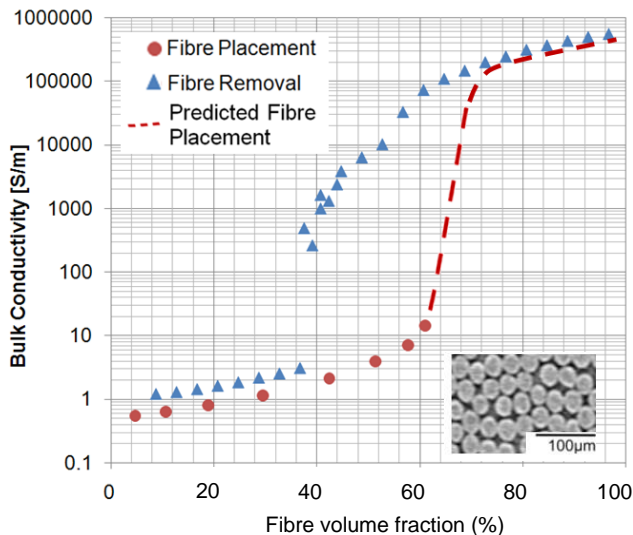 1000000
100000
10000
1000
100
10
1
0.1
Bulk Conductivity [S/m]
Fibre Placement
Fibre Removal
Predicted Fibre
Placement
100µm
0
20
40
60
80
100
Fibre volume fraction (%)